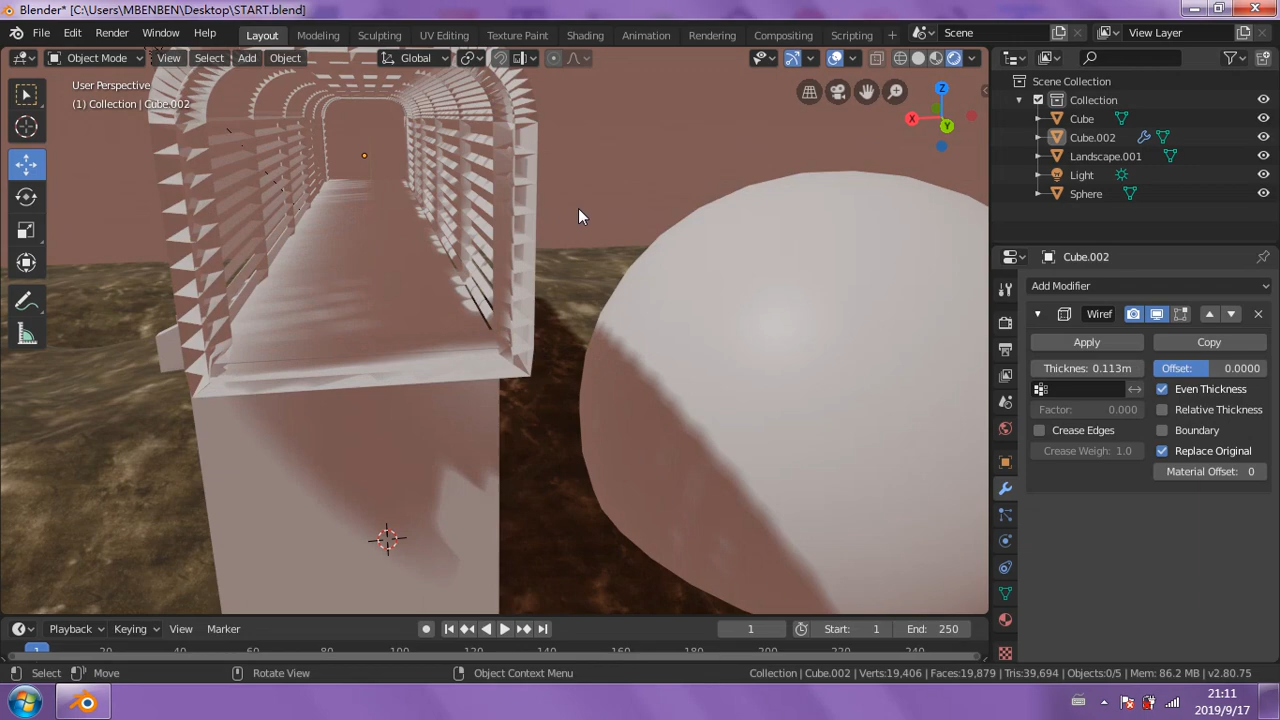 Blender* [C:\Users\MBENBEN\Desktop\START.blend]
File Edit Render Window Help Layout Modeling Sculpting UV Editing Texture Paint Shading Animation Rendering Compositing Scripting Scene View Layer
Object Mode View Select Add Object Global
User Perspective
(1) Collection | Cube.002
Z
X
Y
Scene Collection
Collection
Cube
Cube.002
Landscape.001
Light
Sphere
Cube.002
Add Modifier
Wiref
Apply Copy
Thicknes: 0.113m Offset: 0.0000
Even Thickness
Factor: 0.000 Relative Thickness
Crease Edges Boundary
Crease Weigh: 1.0 Replace Original
Material Offset: 0
Playback Keying View Marker 1 Start: 1 End: 250
1 20 40 60 80 100 120 140 160 180 200 220 240
Select Move Rotate View Object Context Menu Collection | Cube.002 | Verts:19,406 | Faces:19,879 | Tris:39,694 | Objects:0/5 | Mem: 86.2 MB | v2.80.75
21:11
2019/9/17